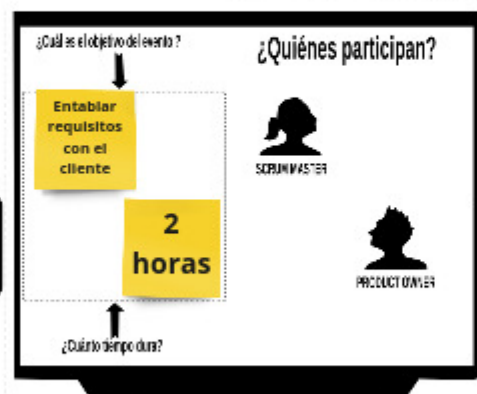 ¿Cuál es el objetivo del evento ?
¿Quiénes participan?
Entablar
requisitos
con el
cliente
SCRUM MASTER
2
horas
PRODUCT OWNER
¿Cuánto tiempo dura?